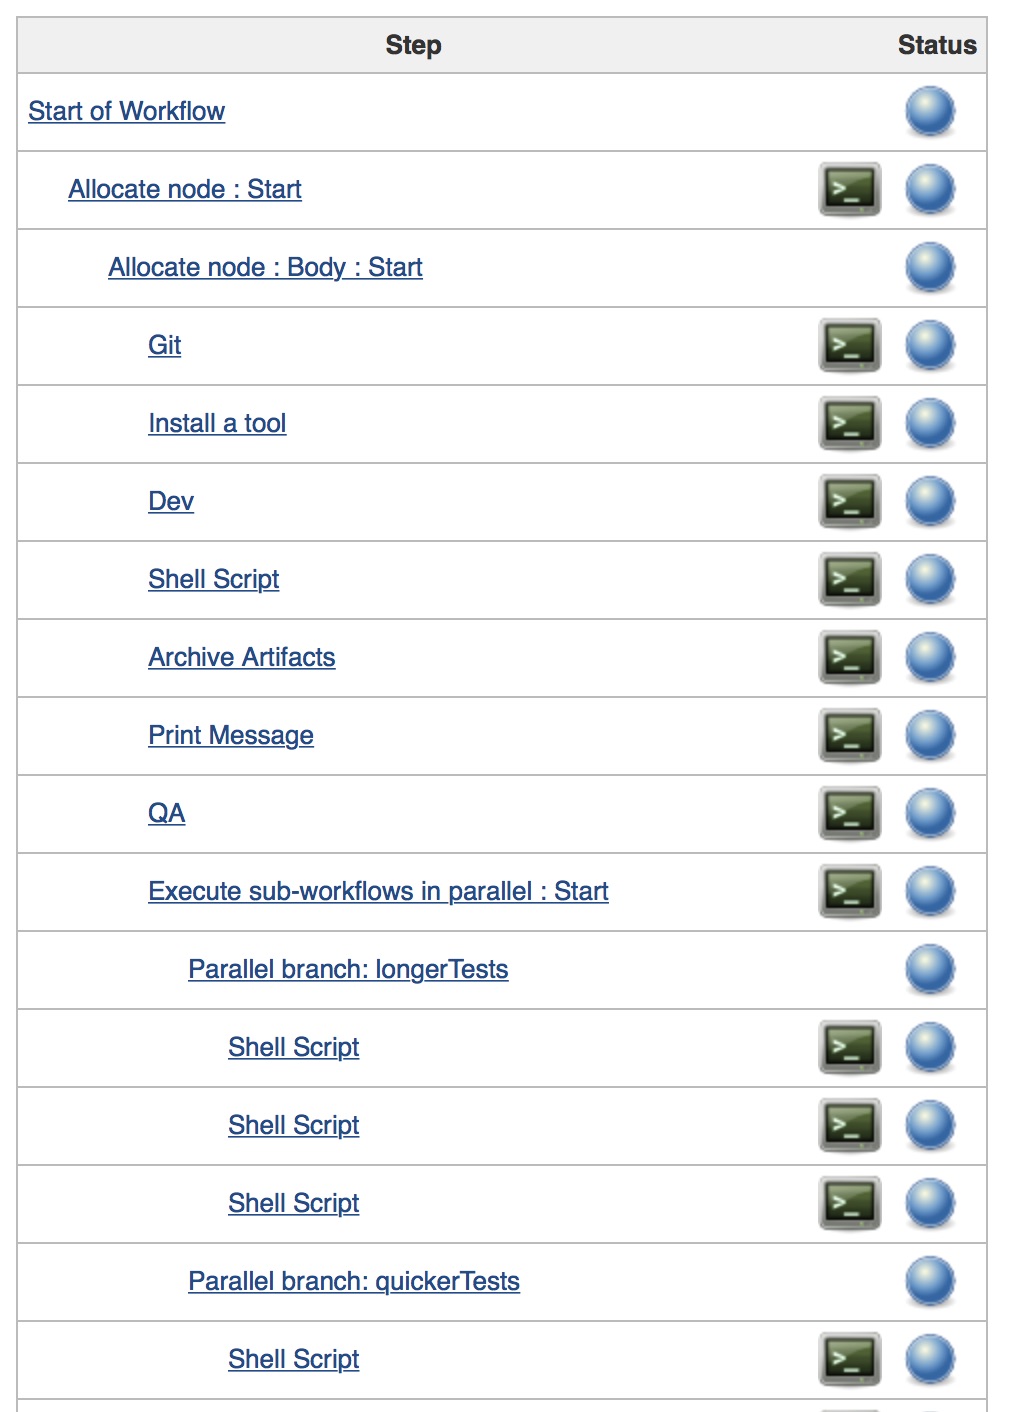 Step Status
Start of Workflow
Allocate node : Start
Allocate node : Body : Start
Git
Install a tool
Dev
Shell Script
Archive Artifacts
Print Message
QA
Execute sub-workflows in parallel : Start
Parallel branch: longerTests
Shell Script
Shell Script
Shell Script
Parallel branch: quickerTests
Shell Script